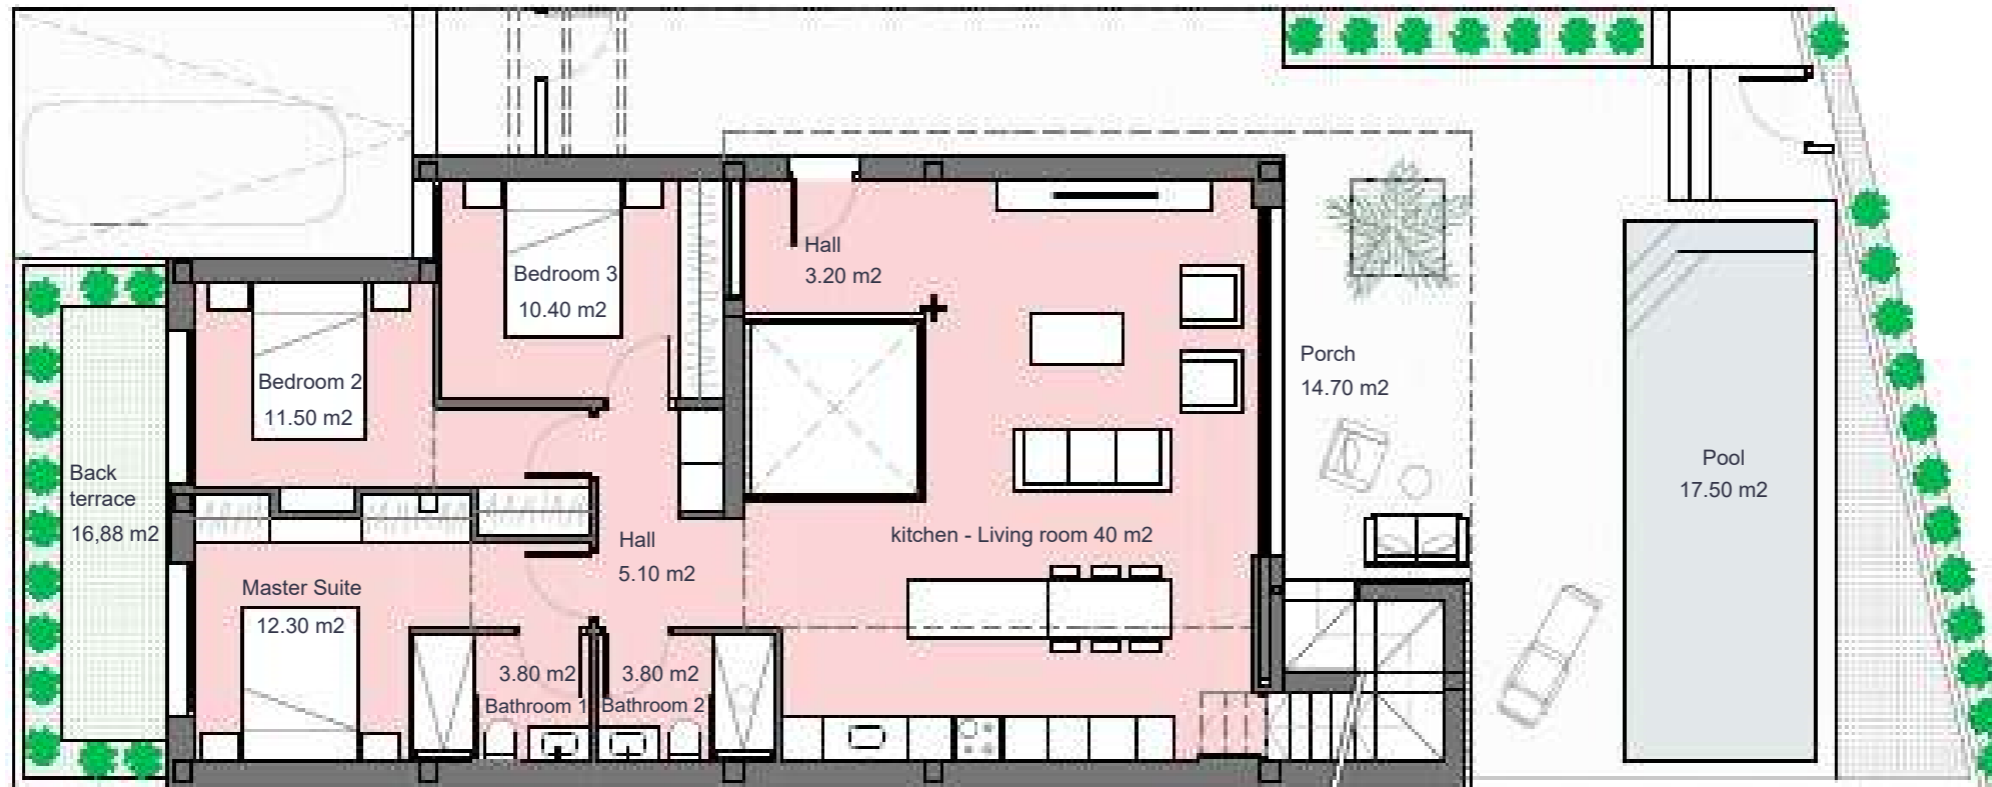 Hall
3.20 m2
Bedroom 3
10.40 m2
Porch
14.70 m2
Bedroom 2
11.50 m2
Back
terrace
16,88 m2
Pool
17.50 m2
Hall
5.10 m2
kitchen - Living room 40 m2
Master Suite
12.30 m2
3.80 m2
Bathroom 1
3.80 m2
Bathroom 2